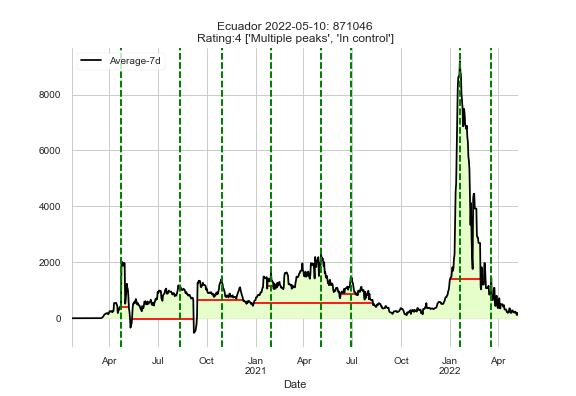 Ecuador 2022-05-10: 871046
Rating:4 ['Multiple peaks', 'In control']
Average-7d
8000
6000
4000
2000
0
Apr Jul Oct Jan Apr Jul Oct Jan Apr
2021 2022
Date